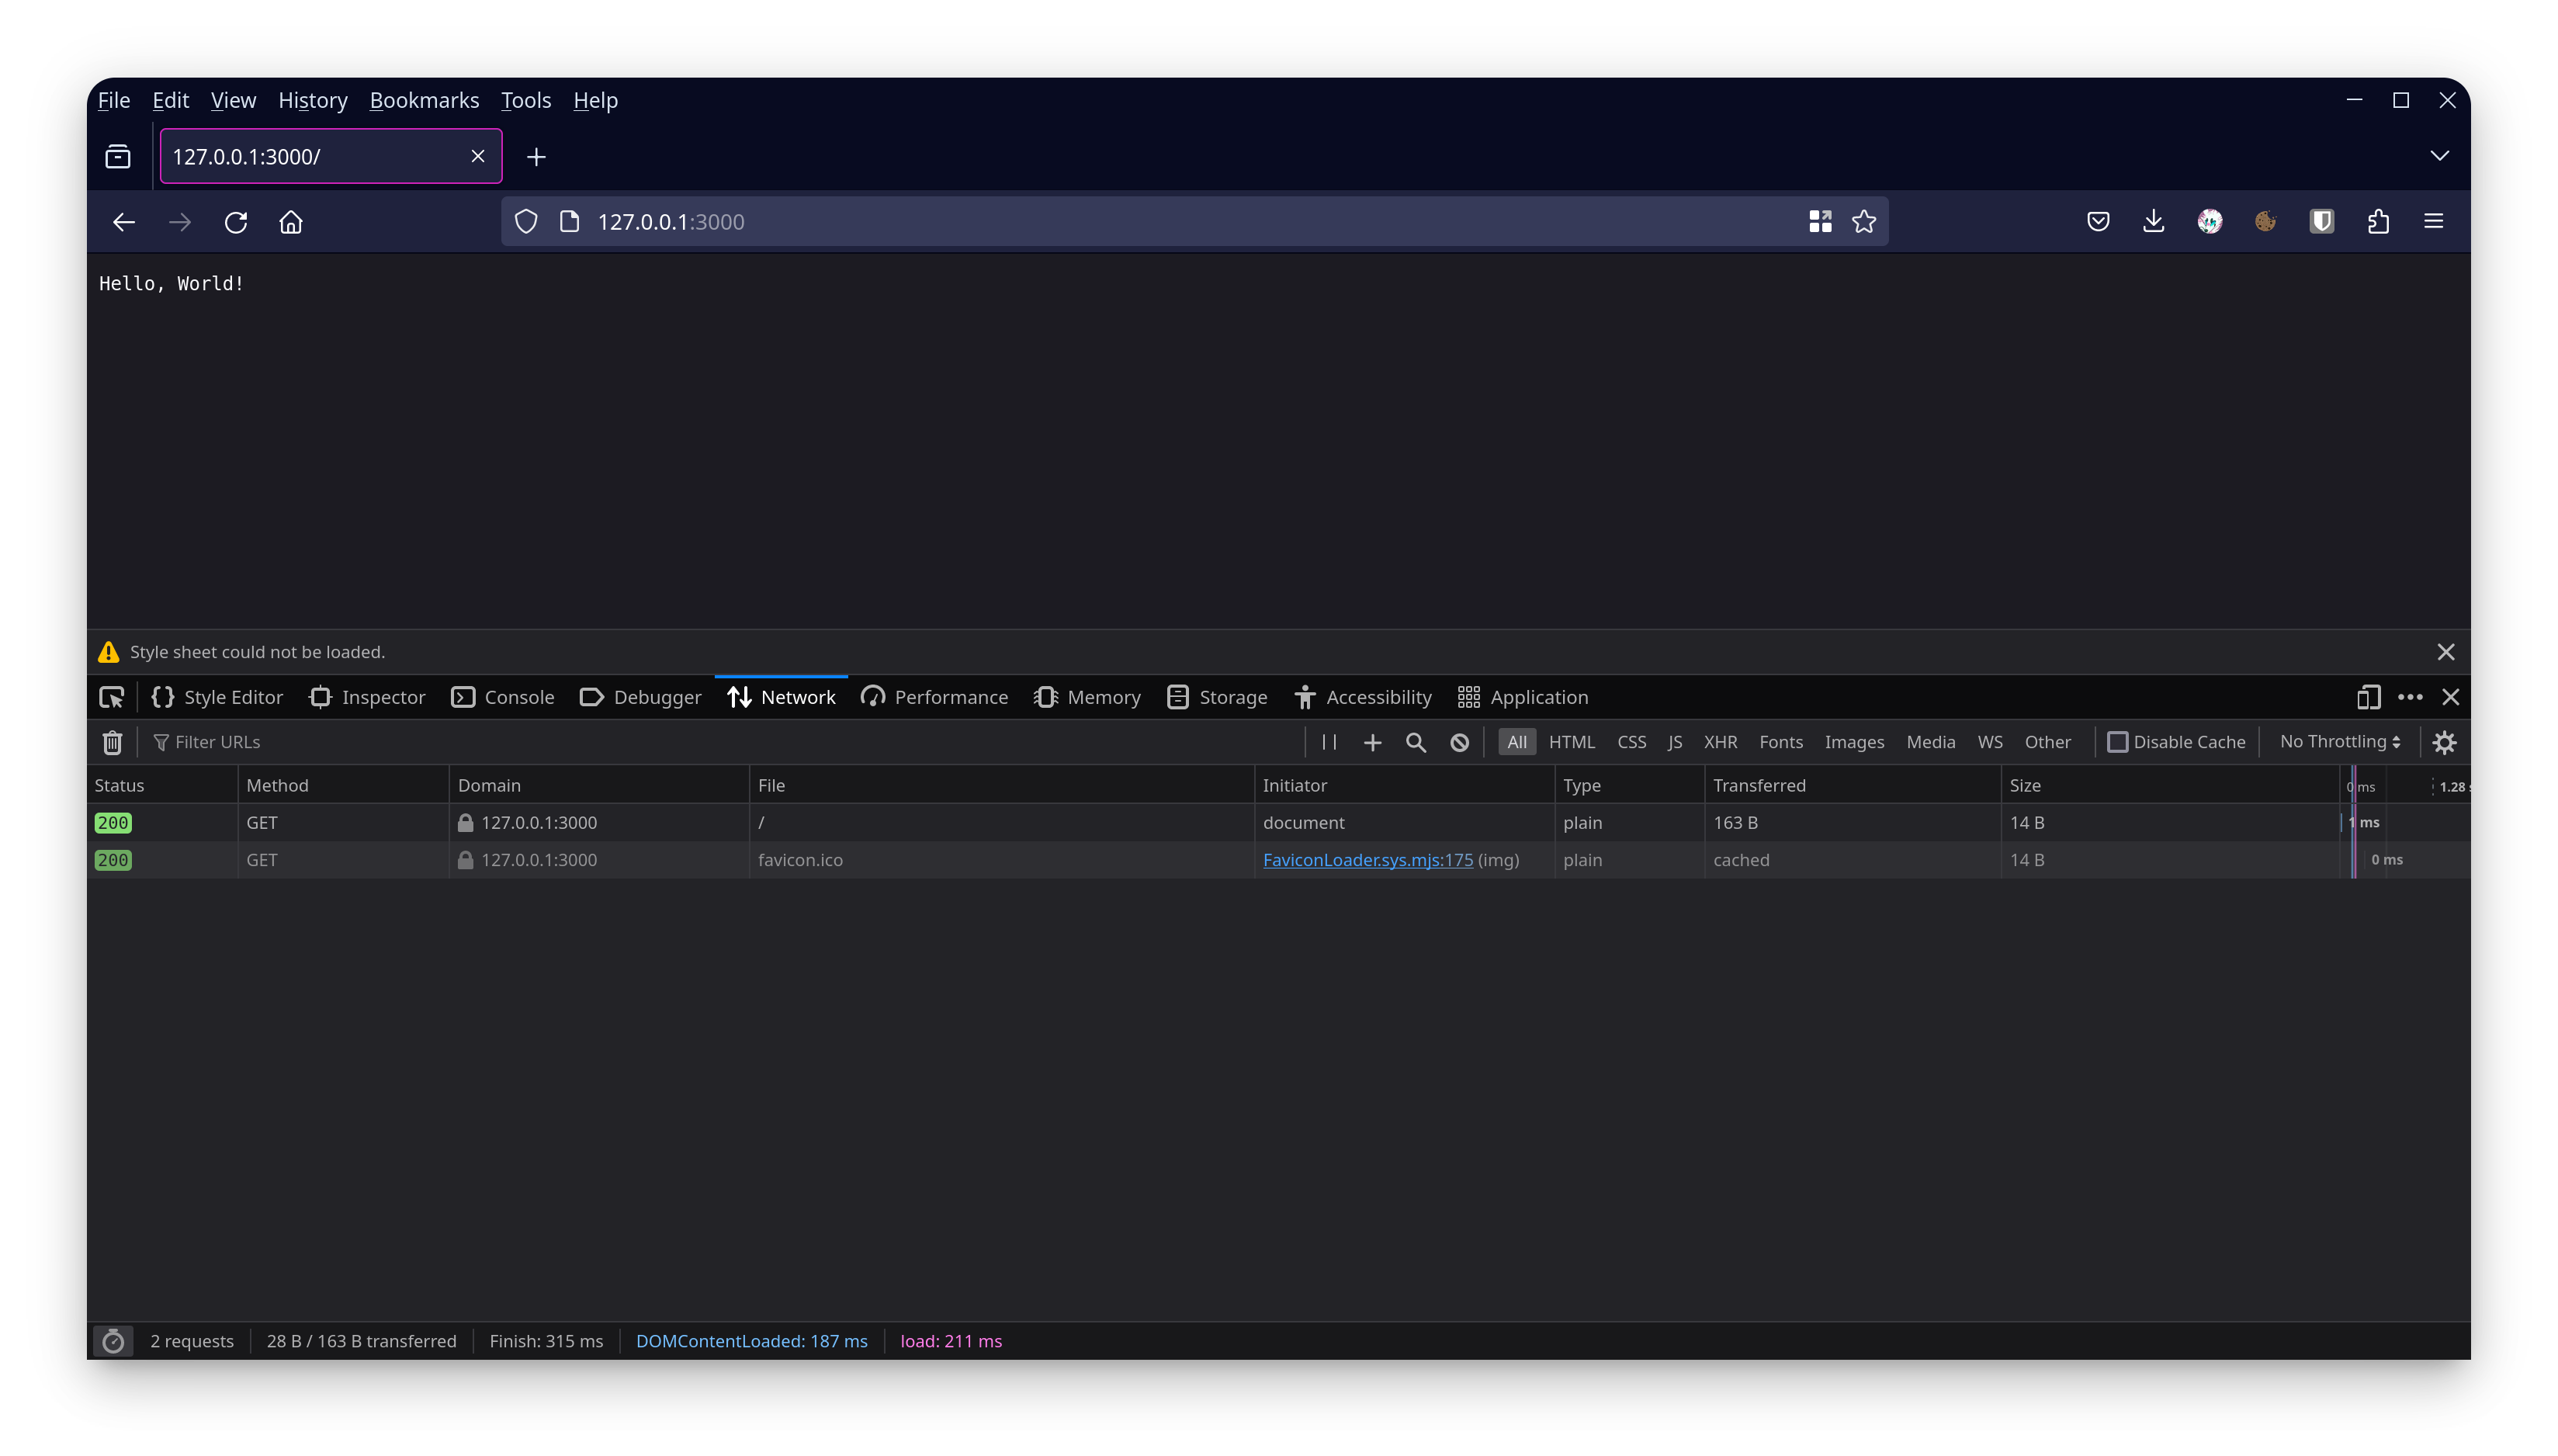 File Edit View History Bookmarks Tools Help
127.0.0.1:3000/
127.0.0.1:3000
Hello, World!
Style sheet could not be loaded.
Style Editor Inspector Console Debugger Network Performance Memory Storage Accessibility Application
Filter URLs All HTML CSS JS XHR Fonts Images Media WS Other Disable Cache No Throttling
Status Method Domain File Initiator Type Transferred Size 0 ms 1.28 s
200 GET 127.0.0.1:3000 / document plain 163 B 14 B 1 ms
200 GET 127.0.0.1:3000 favicon.ico FaviconLoader.sys.mjs:175 (img) plain cached 14 B 0 ms
2 requests 28 B / 163 B transferred Finish: 315 ms DOMContentLoaded: 187 ms load: 211 ms